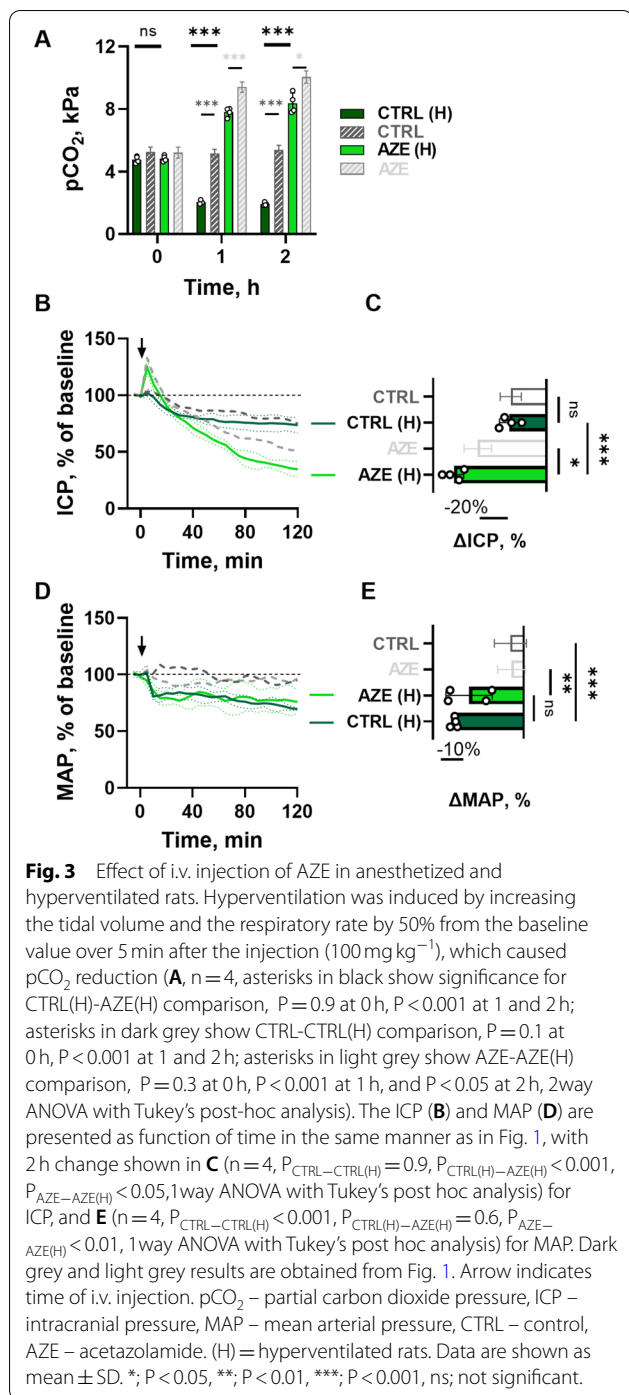 A
ns
***
***
***
***
***
*
pCO2, kPa
12
8
4
0
0
1
2
Time, h
CTRL (H)
CTRL
AZE (H)
AZE
B
ICP, % of baseline
150
100
50
0
0
40
80
120
Time, min
C
CTRL
CTRL (H)
AZE
AZE (H)
ns
*
***
-20%
ΔICP, %
D
MAP, % of baseline
150
100
50
0
0
40
80
120
Time, min
E
CTRL
AZE
AZE (H)
CTRL (H)
**
ns
***
-10%
ΔMAP, %
Fig. 3 Effect of i.v. injection of AZE in anesthetized and
hyperventilated rats. Hyperventilation was induced by increasing
the tidal volume and the respiratory rate by 50% from the baseline
value over 5 min after the injection (100 mg kg−1), which caused
pCO2 reduction (A, n = 4, asterisks in black show significance for
CTRL(H)-AZE(H) comparison, P = 0.9 at 0 h, P < 0.001 at 1 and 2 h;
asterisks in dark grey show CTRL-CTRL(H) comparison, P = 0.1 at
0 h, P < 0.001 at 1 and 2 h; asterisks in light grey show AZE-AZE(H)
comparison, P = 0.3 at 0 h, P < 0.001 at 1 h, and P < 0.05 at 2 h, 2way
ANOVA with Tukey's post-hoc analysis). The ICP (B) and MAP (D) are
presented as function of time in the same manner as in Fig. 1, with
2 h change shown in C (n = 4, PCTRL−CTRL(H) = 0.9, PCTRL(H)−AZE(H) < 0.001,
PAZE−AZE(H) < 0.05,1way ANOVA with Tukey's post hoc analysis) for
ICP, and E (n = 4, PCTRL−CTRL(H) < 0.001, PCTRL(H)−AZE(H) = 0.6, PAZE−
AZE(H) < 0.01, 1way ANOVA with Tukey's post hoc analysis) for MAP. Dark
grey and light grey results are obtained from Fig. 1. Arrow indicates
time of i.v. injection. pCO2 – partial carbon dioxide pressure, ICP –
intracranial pressure, MAP – mean arterial pressure, CTRL – control,
AZE – acetazolamide. (H) = hyperventilated rats. Data are shown as
mean ± SD. *; P < 0.05, **; P < 0.01, ***; P < 0.001, ns; not significant.